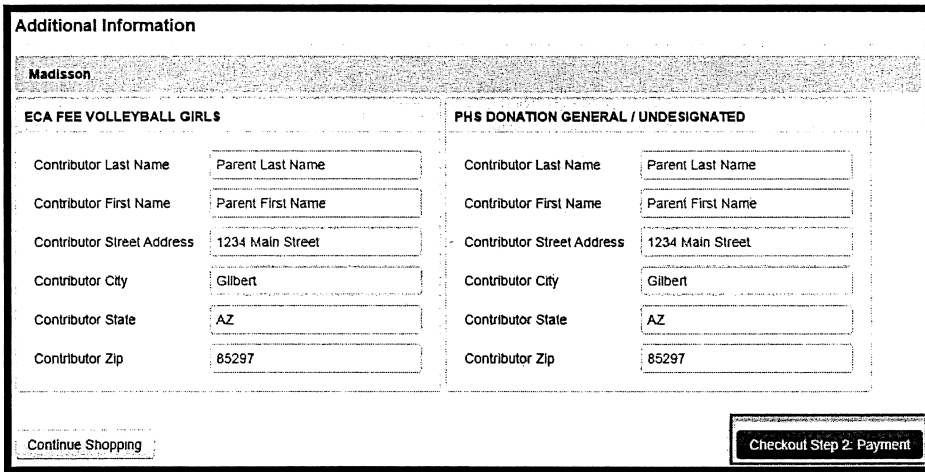 Additional Information
Madisson
ECA FEE VOLLEYBALL GIRLS
Contributor Last Name Parent Last Name
Contributor First Name Parent First Name
Contributor Street Address 1234 Main Street
Contributor City Gilbert
Contributor State AZ
Contributor Zip 85297
PHS DONATION GENERAL / UNDESIGNATED
Contributor Last Name Parent Last Name
Contributor First Name Parent First Name
Contributor Street Address 1234 Main Street
Contributor City Gilbert
Contributor State AZ
Contributor Zip 85297
Continue Shopping
Checkout Step 2: Payment